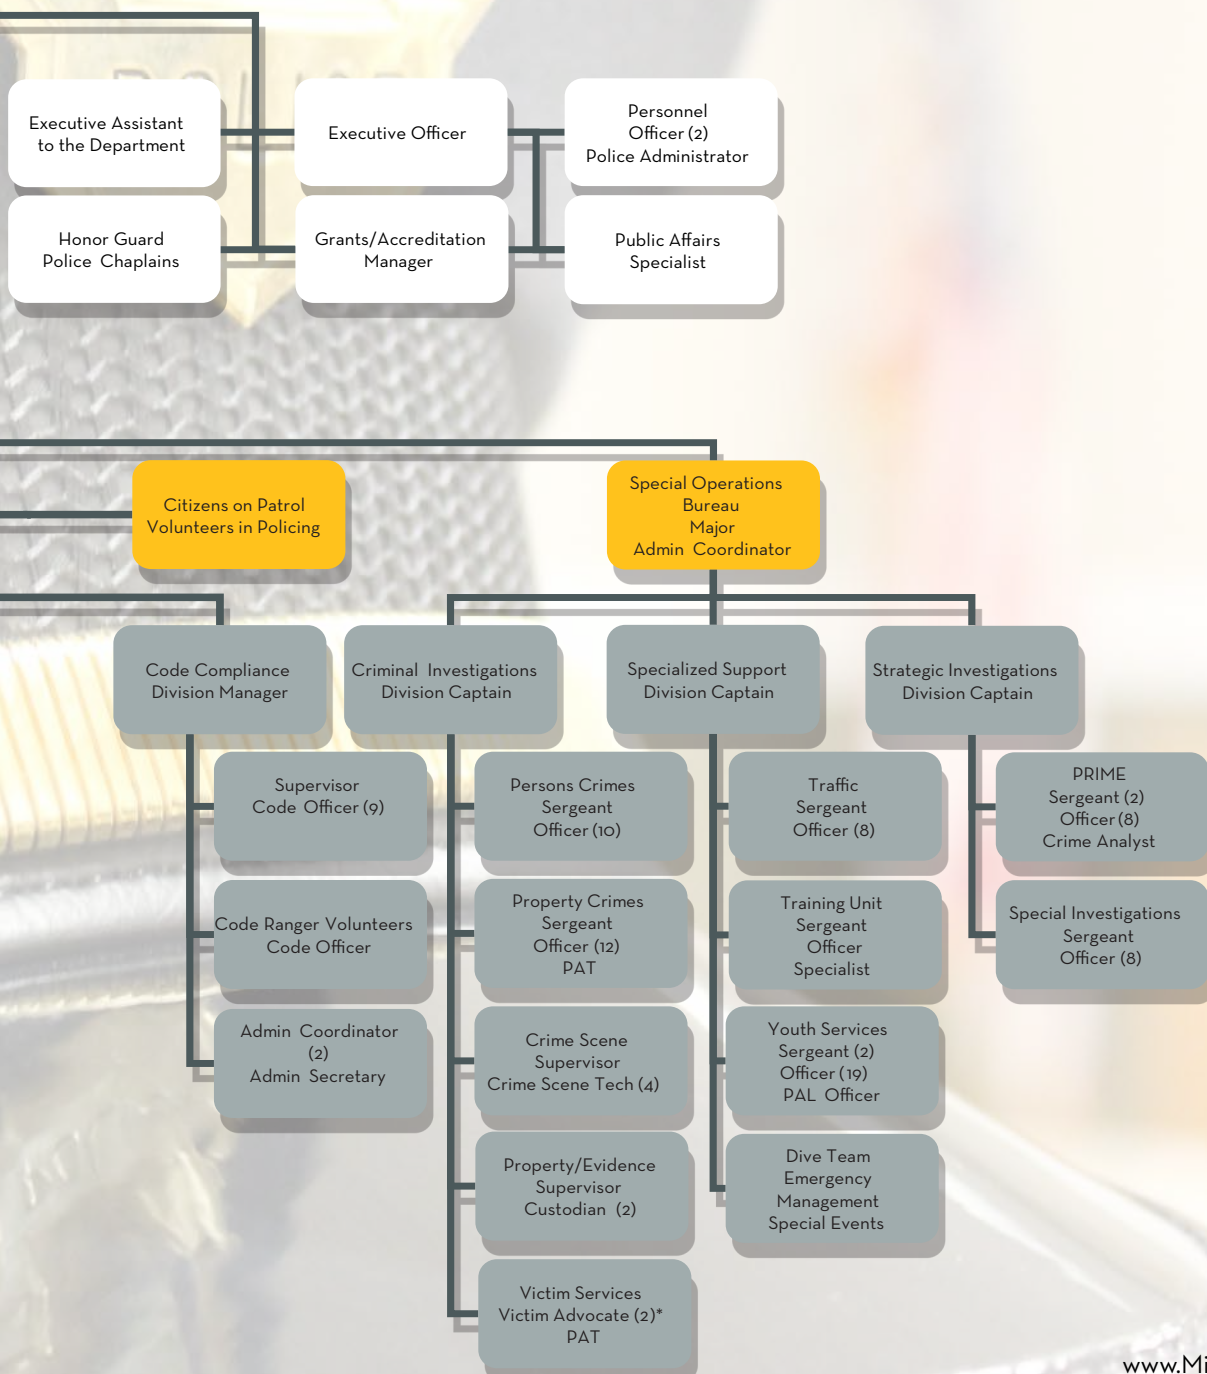 POLICE
Executive Assistant
to the Department
Executive Officer
Personnel
Officer (2)
Police Administrator
Honor Guard
Police Chaplains
Grants/Accreditation
Manager
Public Affairs
Specialist
Citizens on Patrol
Volunteers in Policing
Special Operations
Bureau
Major
Admin Coordinator
Code Compliance
Division Manager
Criminal Investigations
Division Captain
Specialized Support
Division Captain
Strategic Investigations
Division Captain
Supervisor
Code Officer (9)
Code Ranger Volunteers
Code Officer
Admin Coordinator
(2)
Admin Secretary
Persons Crimes
Sergeant
Officer (10)
Property Crimes
Sergeant
Officer (12)
PAT
Crime Scene
Supervisor
Crime Scene Tech (4)
Property/Evidence
Supervisor
Custodian (2)
Victim Services
Victim Advocate (2)*
PAT
Traffic
Sergeant
Officer (8)
Training Unit
Sergeant
Officer
Specialist
Youth Services
Sergeant (2)
Officer (19)
PAL Officer
Dive Team
Emergency
Management
Special Events
PRIME
Sergeant (2)
Officer (8)
Crime Analyst
Special Investigations
Sergeant
Officer (8)
www.Mi